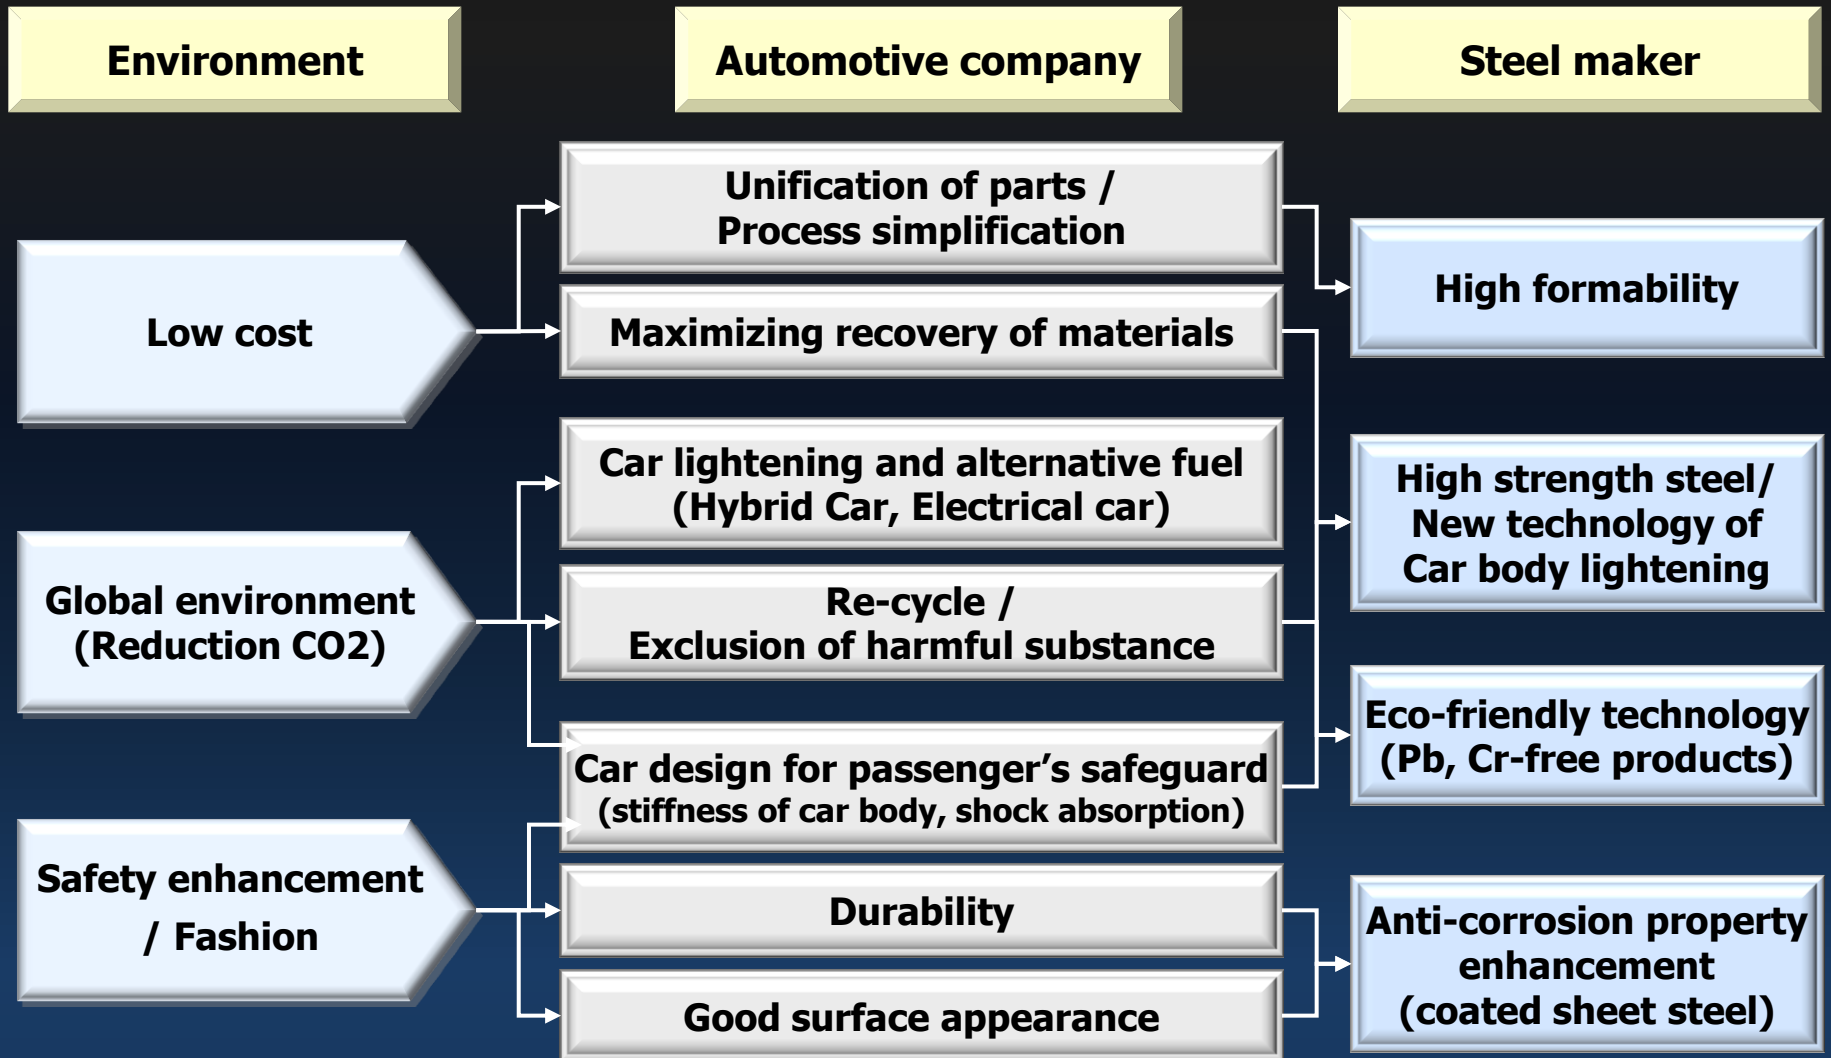 Environment
Automotive company
Steel maker
Low cost
Global environment
(Reduction CO2)
Safety enhancement
/ Fashion
Unification of parts /
Process simplification
Maximizing recovery of materials
Car lightening and alternative fuel
(Hybrid Car, Electrical car)
Re-cycle /
Exclusion of harmful substance
Car design for passenger’s safeguard
(stiffness of car body, shock absorption)
Durability
Good surface appearance
High formability
High strength steel/
New technology of
Car body lightening
Eco-friendly technology
(Pb, Cr-free products)
Anti-corrosion property
enhancement
(coated sheet steel)